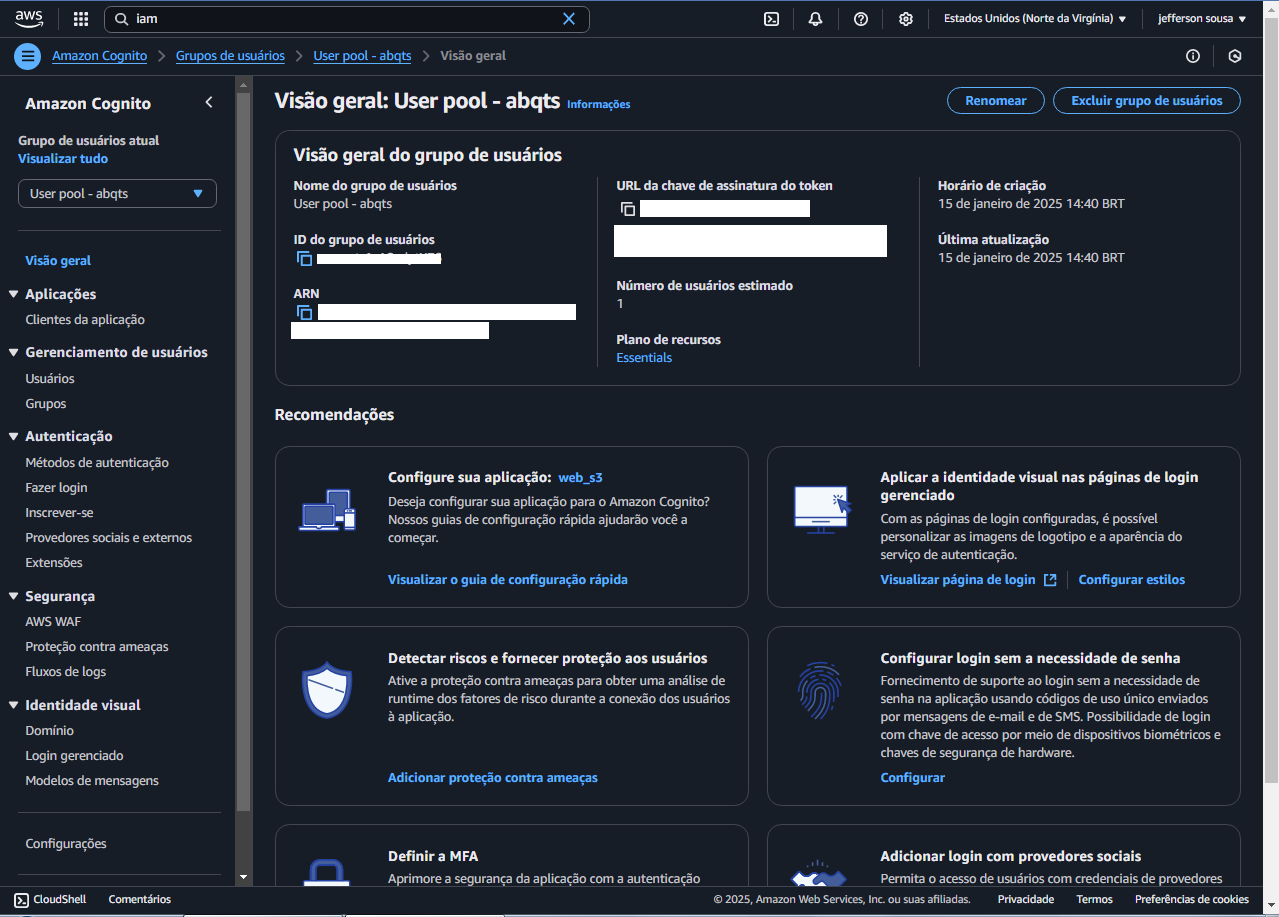 aws
iam
Estados Unidos (Norte da Virgínia)
jefferson sousa
Amazon Cognito
Grupos de usuários
User pool - abqts
Visão geral
Amazon Cognito
Grupo de usuários atual
Visualizar tudo
User pool - abqts
Visão geral
Aplicações
Clientes da aplicação
Gerenciamento de usuários
Usuários
Grupos
Autenticação
Métodos de autenticação
Fazer login
Inscrever-se
Provedores sociais e externos
Extensões
Segurança
AWS WAF
Proteção contra ameaças
Fluxos de logs
Identidade visual
Domínio
Login gerenciado
Modelos de mensagens
Configurações
Visão geral: User pool - abqts Informações
Renomear
Excluir grupo de usuários
Visão geral do grupo de usuários
Nome do grupo de usuários
User pool - abqts
ID do grupo de usuários
ARN
URL da chave de assinatura do token
Número de usuários estimado
1
Plano de recursos
Essentials
Horário de criação
15 de janeiro de 2025 14:40 BRT
Última atualização
15 de janeiro de 2025 14:40 BRT
Recomendações
Configure sua aplicação: web_s3
Deseja configurar sua aplicação para o Amazon Cognito?
Nossos guias de configuração rápida ajudarão você a
começar.
Visualizar o guia de configuração rápida
Aplicar a identidade visual nas páginas de login
gerenciado
Com as páginas de login configuradas, é possível
personalizar as imagens de logotipo e a aparência do
serviço de autenticação.
Visualizar página de login
Configurar estilos
Detectar riscos e fornecer proteção aos usuários
Ative a proteção contra ameaças para obter uma análise de
runtime dos fatores de risco durante a conexão dos usuários
à aplicação.
Adicionar proteção contra ameaças
Configurar login sem a necessidade de senha
Fornecimento de suporte ao login sem a necessidade de
senha na aplicação usando códigos de uso único enviados
por mensagens de e-mail e de SMS. Possibilidade de login
com chave de acesso por meio de dispositivos biométricos e
chaves de segurança de hardware.
Configurar
Definir a MFA
Aprimore a segurança da aplicação com a autenticação
Adicionar login com provedores sociais
Permita o acesso de usuários com credenciais de provedores
CloudShell
Comentários
© 2025, Amazon Web Services, Inc. ou suas afiliadas.
Privacidade
Termos
Preferências de cookies